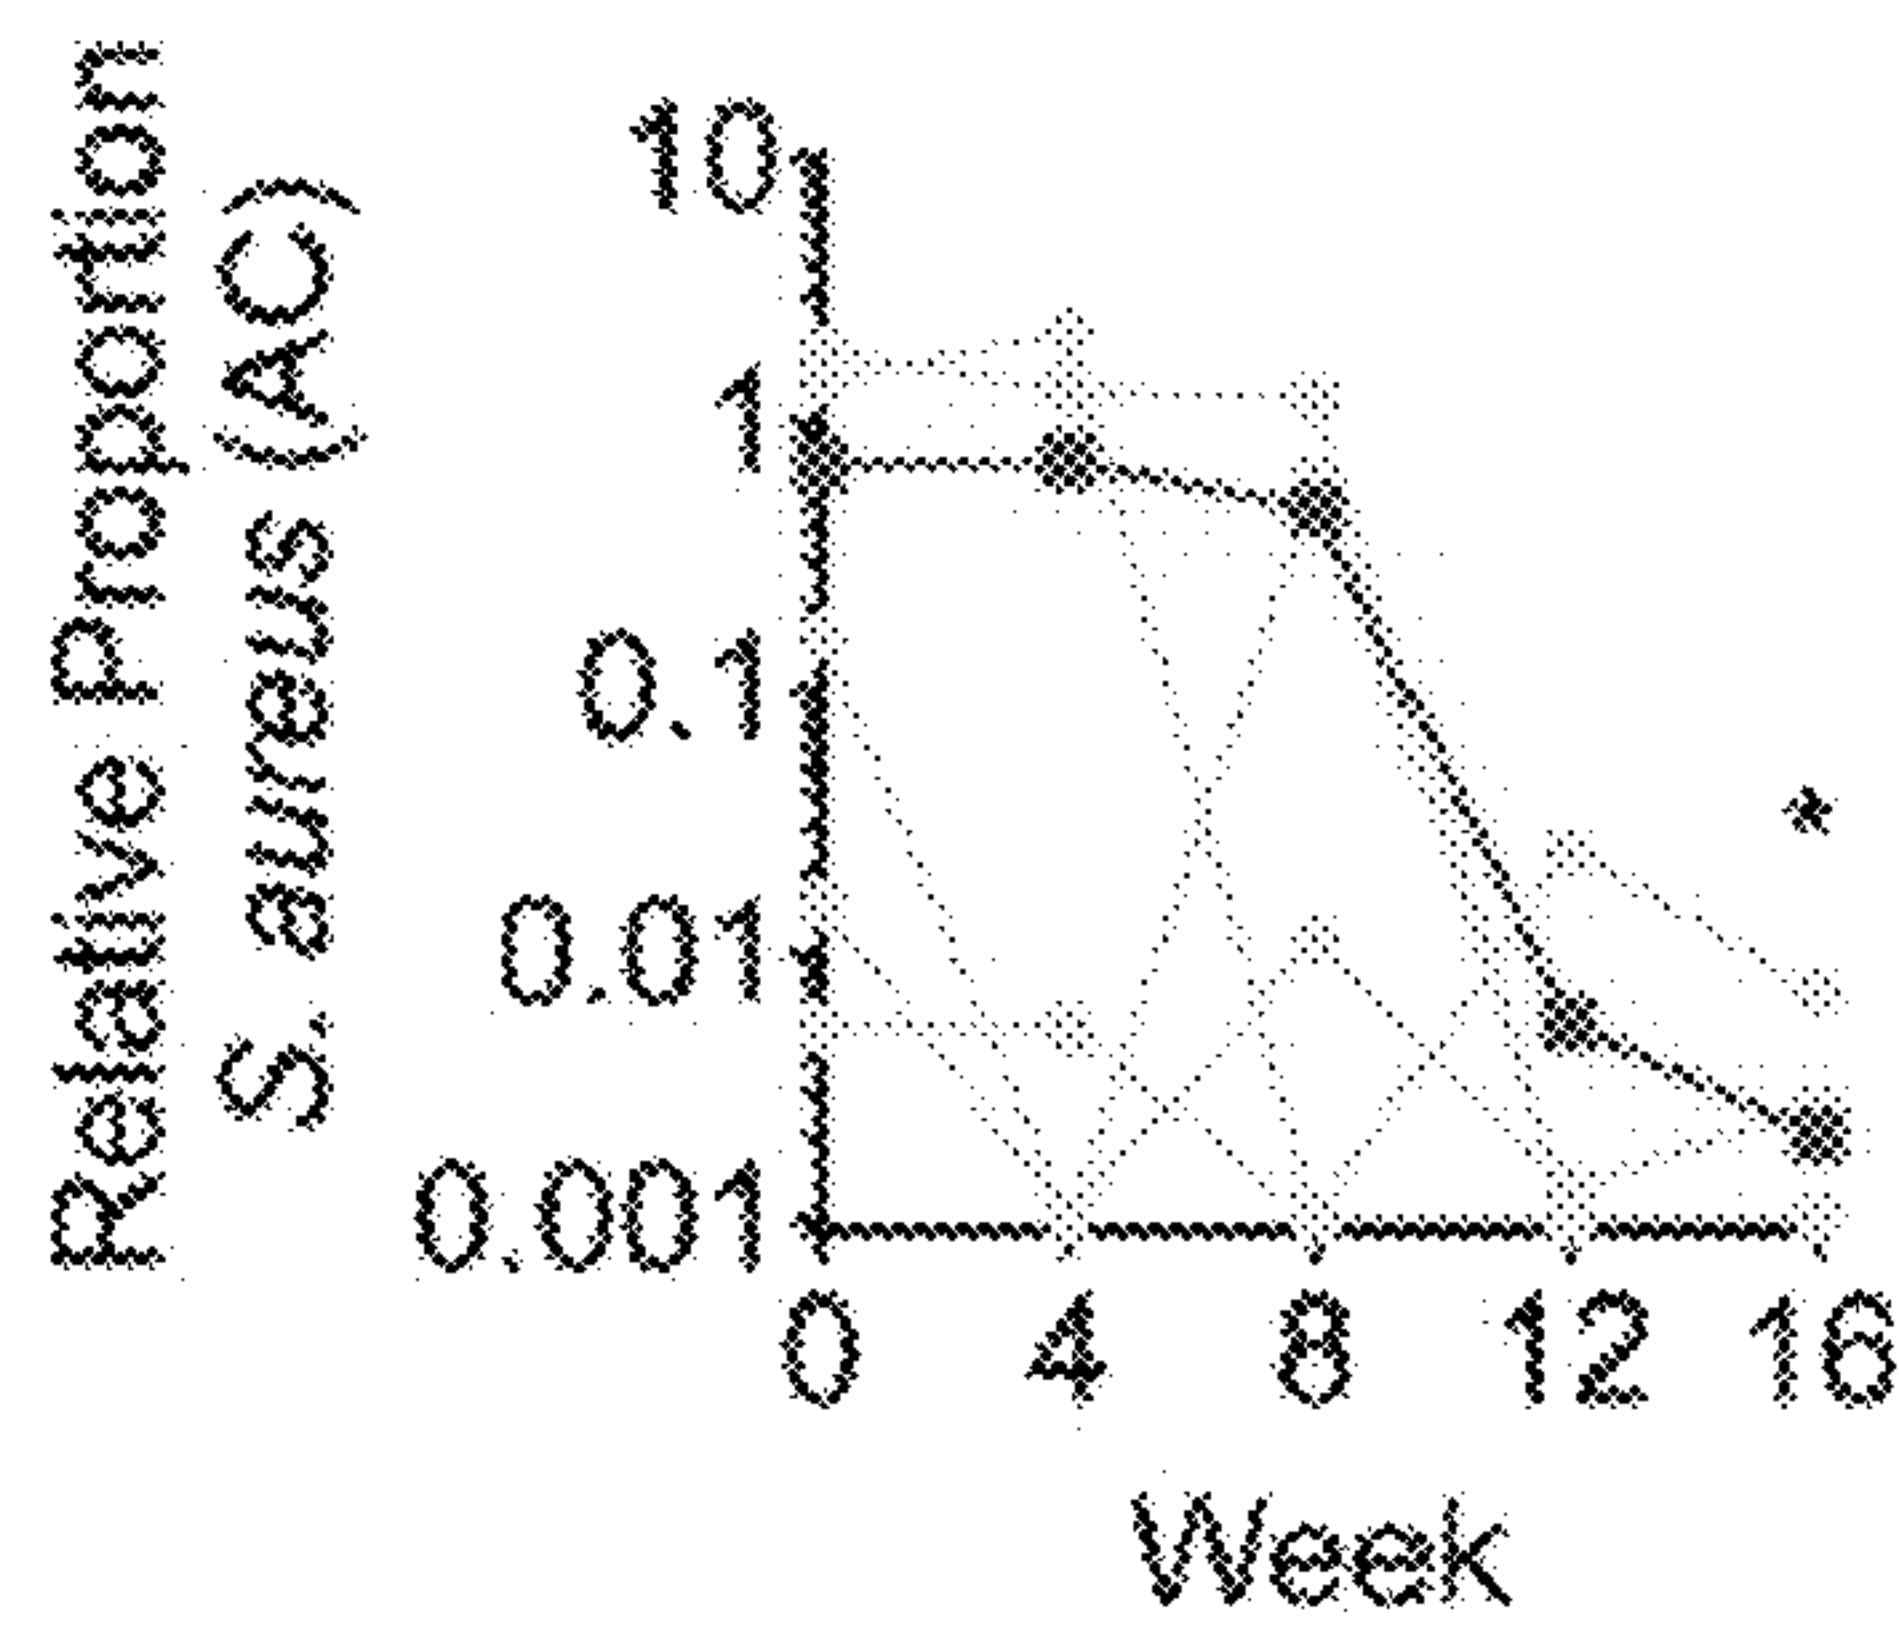 Relative Proportion
S. aureus (AC)
10
1
0.1
0.01
0.001
*
0 4 8 12 16
Week